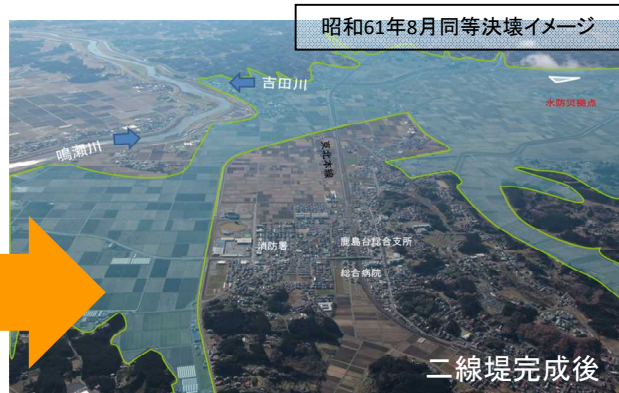 昭和61年8月同等決壊イメージ
吉田川
水防災拠点
鳴瀬川
東北本線
消防署
鹿島台総合支所
総合病院
二線堤完成後